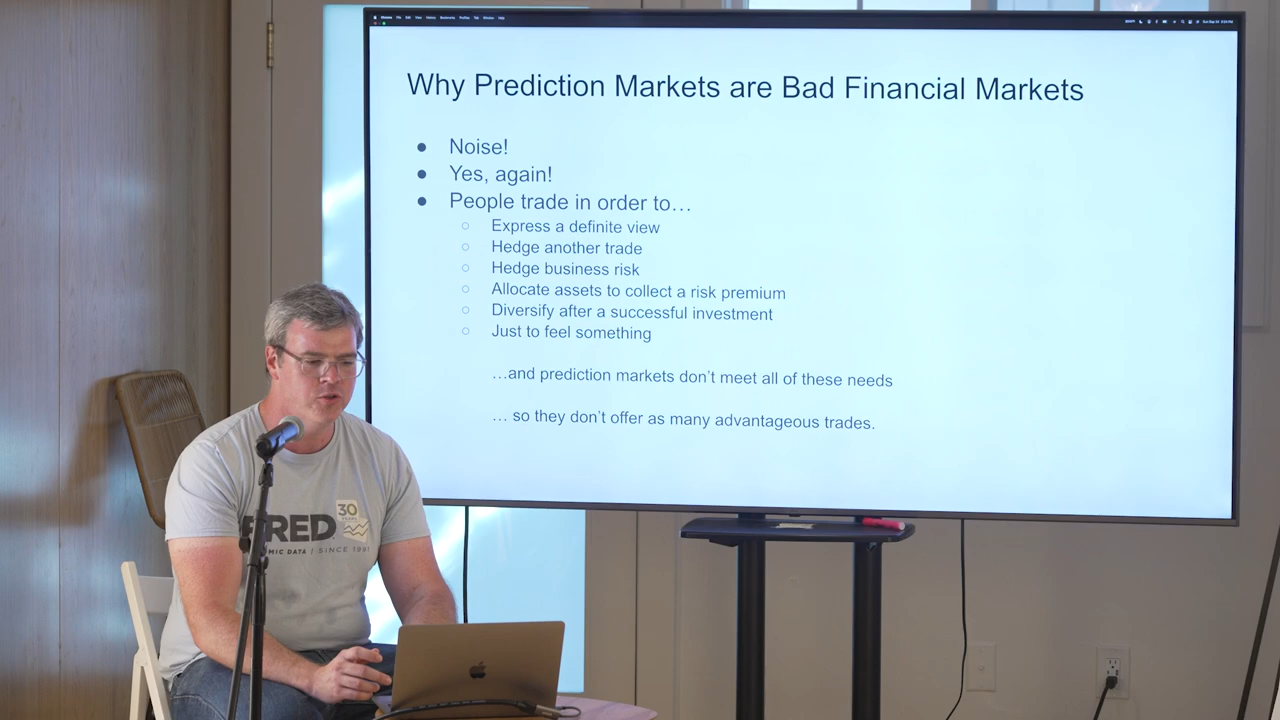 Why Prediction Markets are Bad Financial Markets
● Noise!
● Yes, again!
● People trade in order to…
○ Express a definite view
○ Hedge another trade
○ Hedge business risk
○ Allocate assets to collect a risk premium
○ Diversify after a successful investment
○ Just to feel something
…and prediction markets don't meet all of these needs
… so they don't offer as many advantageous trades.
FRED
30
YEARS
MIC DATA / SINCE 1991